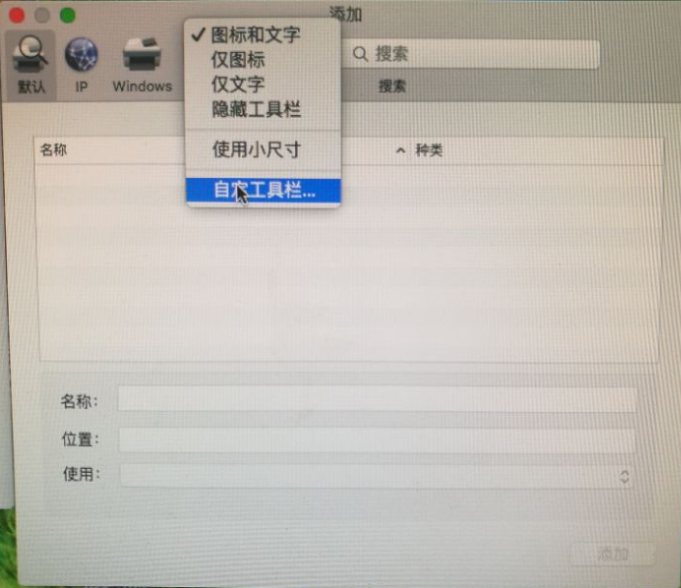 添加
图标和文字
仅图标
仅文字
隐藏工具栏
使用小尺寸
自定工具栏...
默认
IP
Windows
搜索
搜索
名称
种类
名称:
位置:
使用:
添加